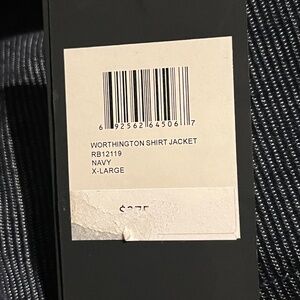 6 92562 64506 7
WORTHINGTON SHIRT JACKET
RB12119
NAVY
X-LARGE